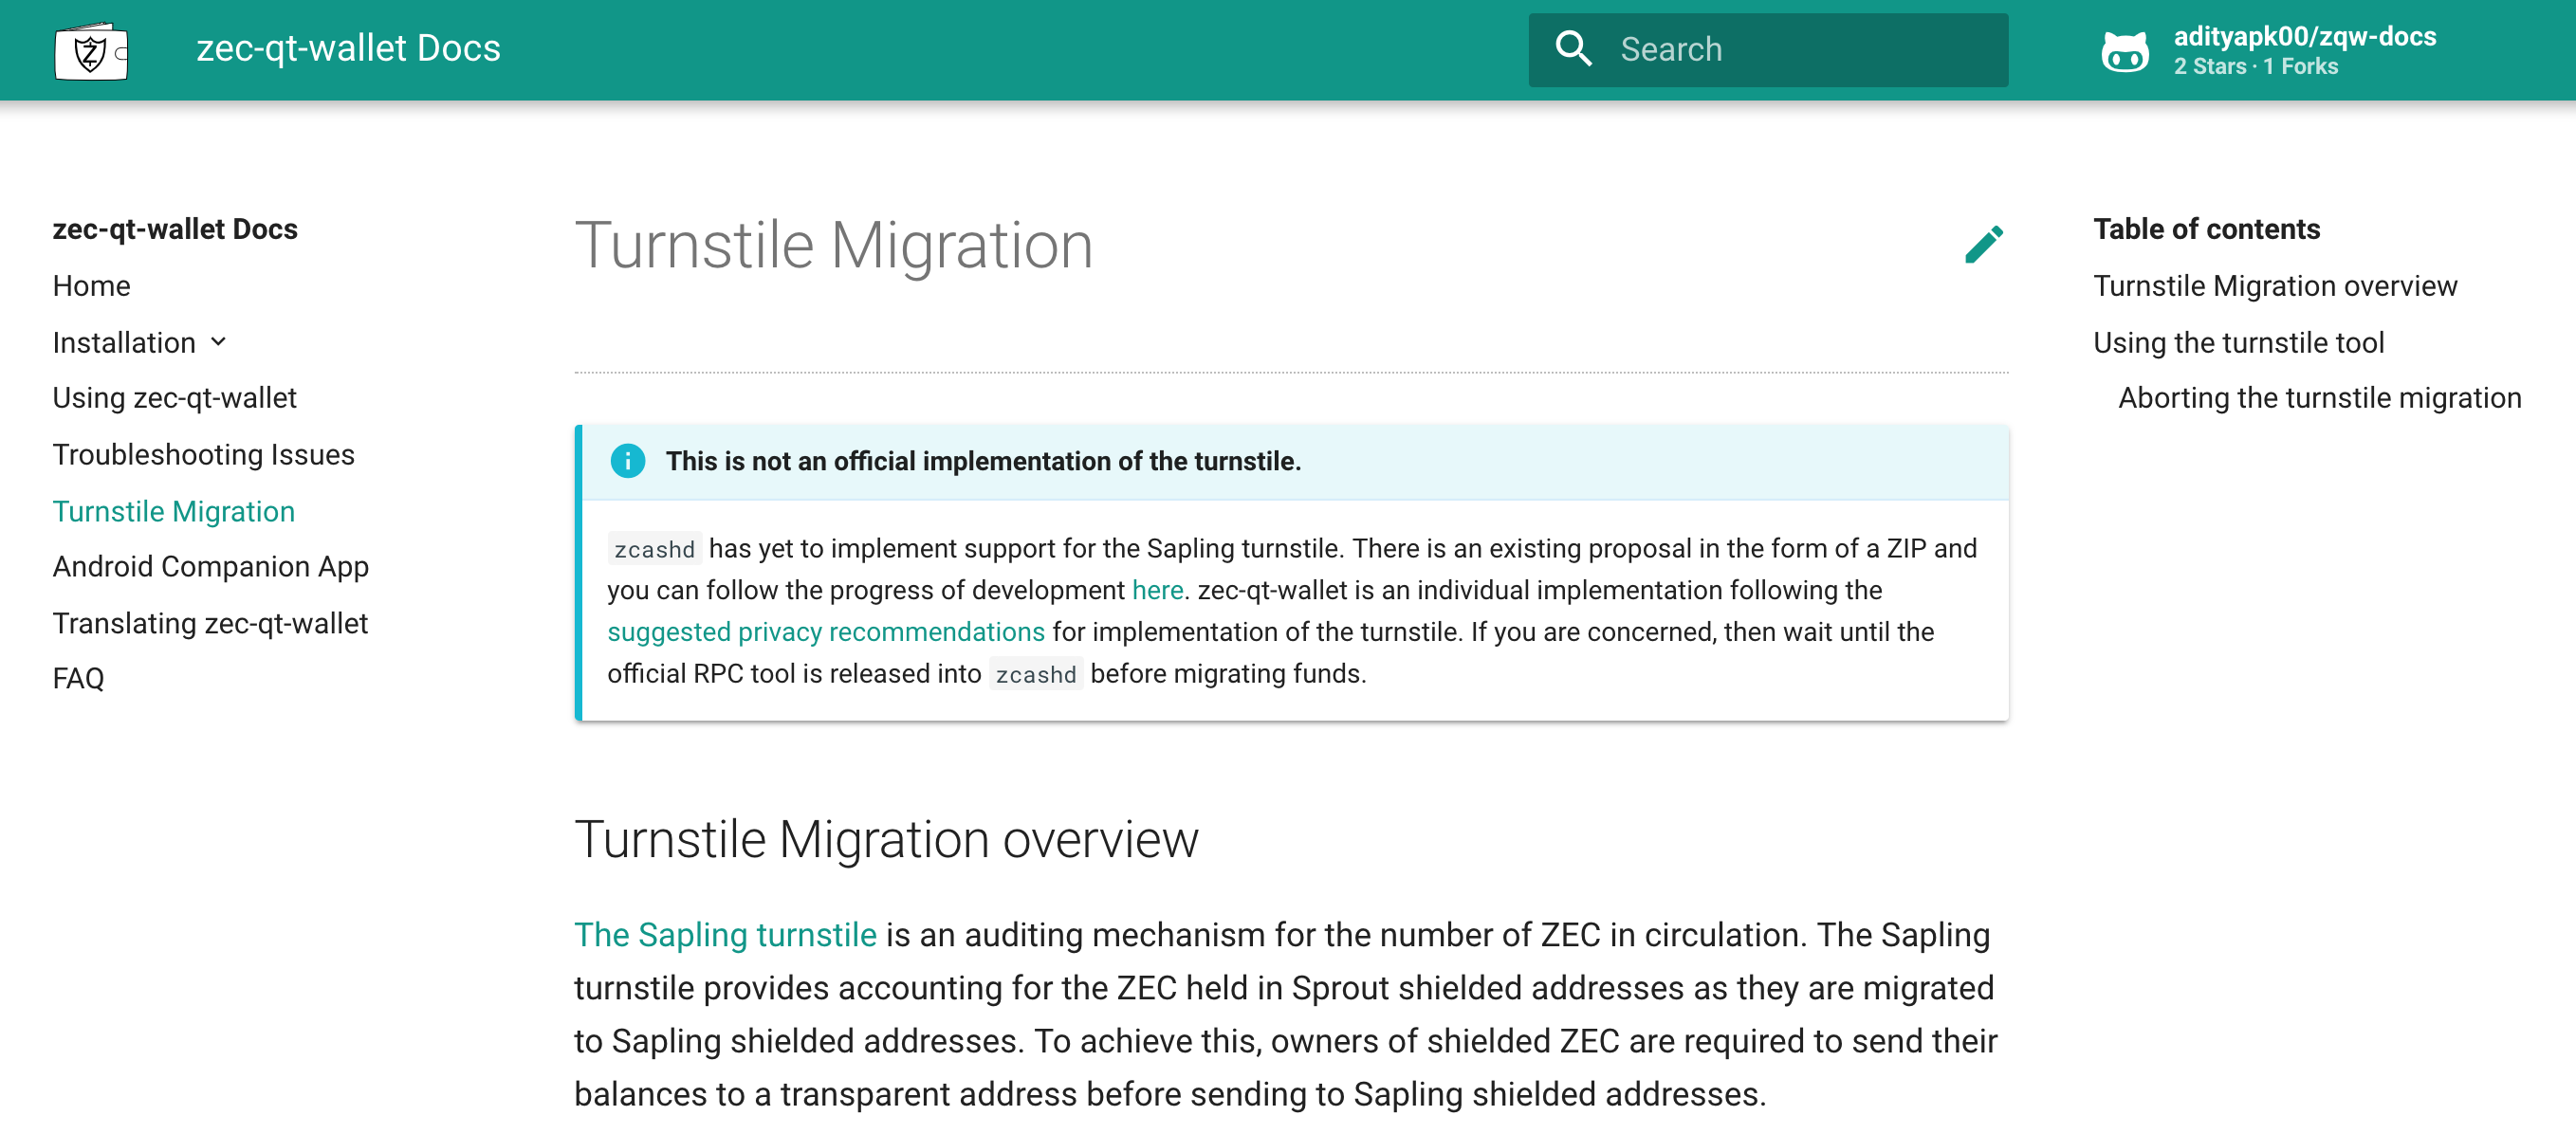 zec-qt-wallet Docs
Search
adityapk00/zqw-docs
2 Stars · 1 Forks
zec-qt-wallet Docs
Home
Installation
Using zec-qt-wallet
Troubleshooting Issues
Turnstile Migration
Android Companion App
Translating zec-qt-wallet
FAQ
Turnstile Migration
This is not an official implementation of the turnstile.
zcashd has yet to implement support for the Sapling turnstile. There is an existing proposal in the form of a ZIP and
you can follow the progress of development here. zec-qt-wallet is an individual implementation following the
suggested privacy recommendations for implementation of the turnstile. If you are concerned, then wait until the
official RPC tool is released into zcashd before migrating funds.
Turnstile Migration overview
The Sapling turnstile is an auditing mechanism for the number of ZEC in circulation. The Sapling
turnstile provides accounting for the ZEC held in Sprout shielded addresses as they are migrated
to Sapling shielded addresses. To achieve this, owners of shielded ZEC are required to send their
balances to a transparent address before sending to Sapling shielded addresses.
Table of contents
Turnstile Migration overview
Using the turnstile tool
Aborting the turnstile migration